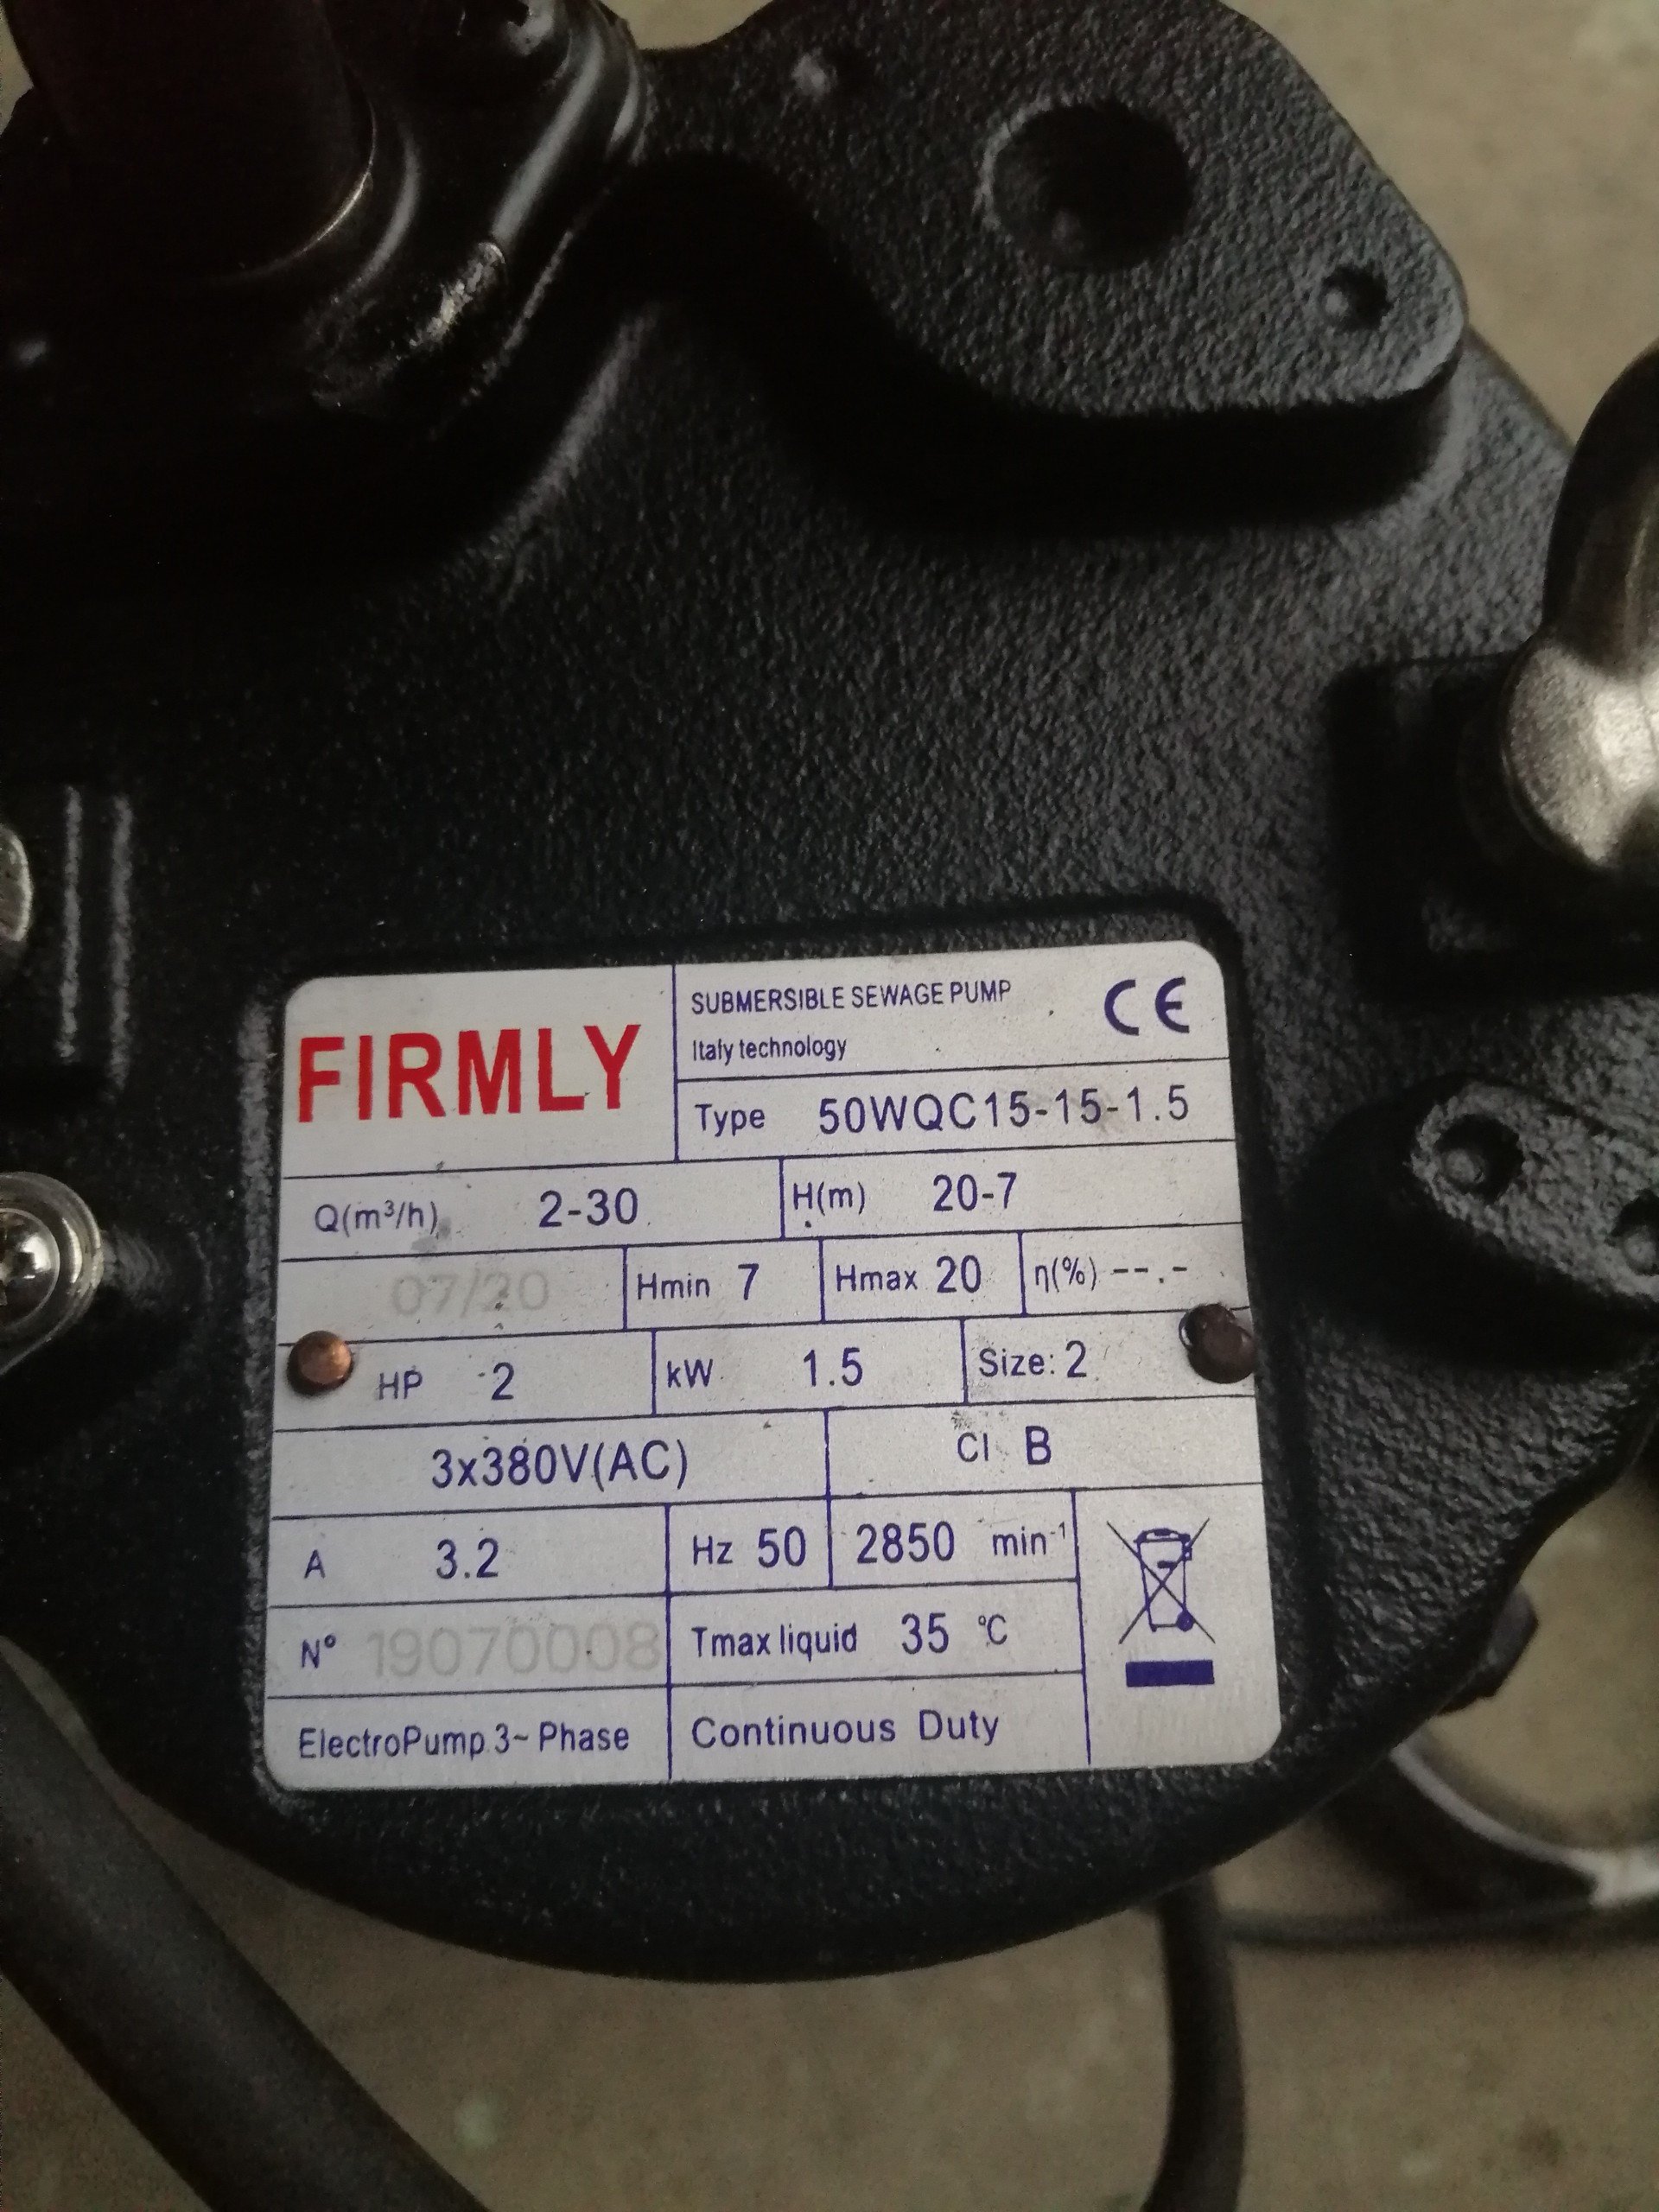 FIRMLY
SUBMERSIBLE SEWAGE PUMP
CE
Italy technology
Type 50WQC15-15-1.5
Q(m³/h) 2-30 H(m) 20-7
07/20 Hmin 7 Hmax 20 η(%) --.-
HP 2 kW 1.5 Size: 2
3x380V(AC) Cl B
A 3.2 Hz 50 2850 min⁻¹
N° 19070008 Tmax liquid 35 °C
ElectroPump 3~ Phase Continuous Duty